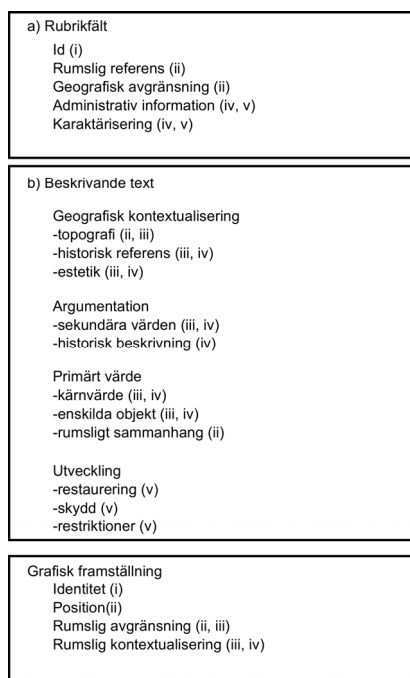 a) Rubrikfält
Id (i)
Rumslig referens (ii)
Geografisk avgränsning (ii)
Administrativ information (iv, v)
Karaktärisering (iv, v)
b) Beskrivande text
Geografisk kontextualisering
-topografi (ii, iii)
-historisk referens (iii, iv)
-estetik (iii, iv)
Argumentation
-sekundära värden (iii, iv)
-historisk beskrivning (iv)
Primärt värde
-kärnvärde (iii, iv)
-enskilda objekt (iii, iv)
-rumsligt sammanhang (ii)
Utveckling
-restaurering (v)
-skydd (v)
-restriktioner (v)
Grafisk framställning
Identitet (i)
Position(ii)
Rumslig avgränsning (ii, iii)
Rumslig kontextualisering (iii, iv)